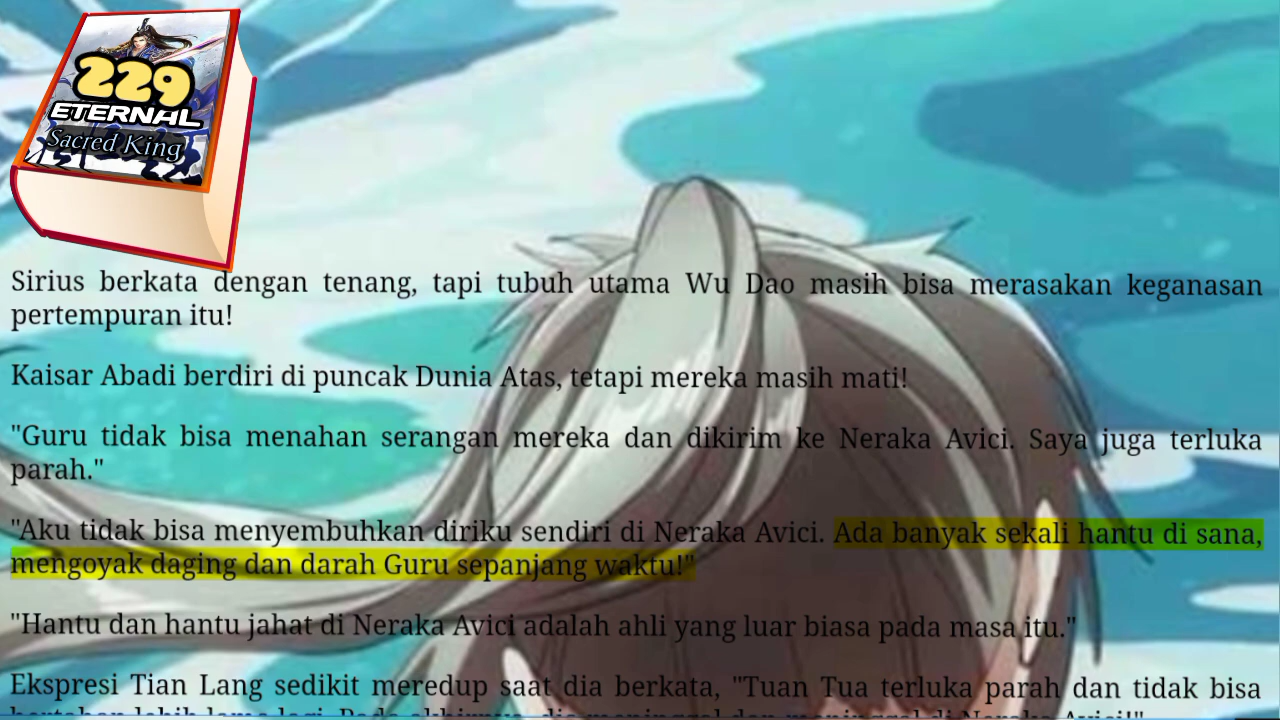 229
ETERNAL
Sacred King
Sirius berkata dengan tenang, tapi tubuh utama Wu Dao masih bisa merasakan keganasan
pertempuran itu!
Kaisar Abadi berdiri di puncak Dunia Atas, tetapi mereka masih mati!
"Guru tidak bisa menahan serangan mereka dan dikirim ke Neraka Avici. Saya juga terluka
parah."
"Aku tidak bisa menyembuhkan diriku sendiri di Neraka Avici. Ada banyak sekali hantu di sana,
mengoyak daging dan darah Guru sepanjang waktu!"
"Hantu dan hantu jahat di Neraka Avici adalah ahli yang luar biasa pada masa itu."
Ekspresi Tian Lang sedikit meredup saat dia berkata, "Tuan Tua terluka parah dan tidak bisa